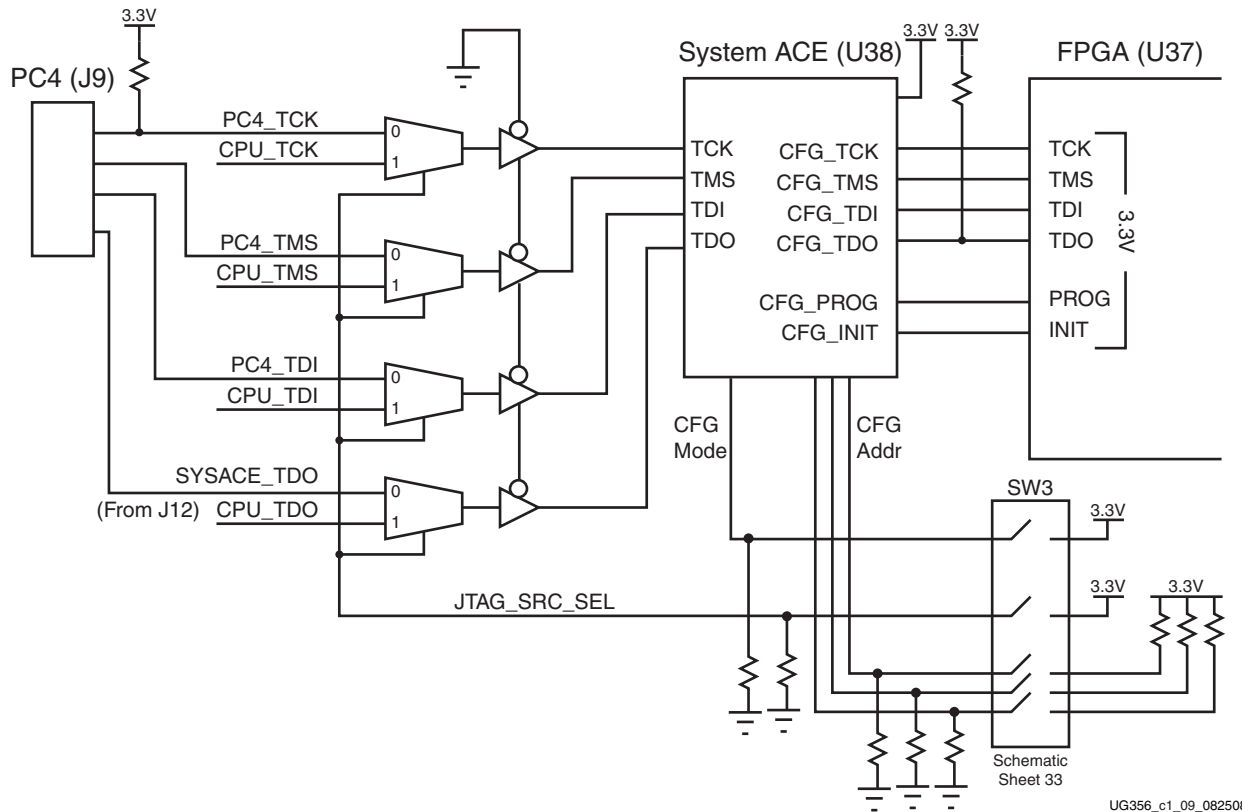 3.3V
PC4 (J9)
PC4_TCK
CPU_TCK
0
1
PC4_TMS
CPU_TMS
0
1
PC4_TDI
CPU_TDI
0
1
SYSACE_TDO
(From J12)
CPU_TDO
0
1
JTAG_SRC_SEL
System ACE (U38)
3.3V
3.3V
TCK
TMS
TDI
TDO
CFG_TCK
CFG_TMS
CFG_TDI
CFG_TDO
CFG_PROG
CFG_INIT
FPGA (U37)
TCK
TMS
TDI
TDO
3.3V
PROG
INIT
CFG
Mode
CFG
Addr
SW3
3.3V
3.3V
3.3V
Schematic
Sheet 33
UG356_c1_09_082508